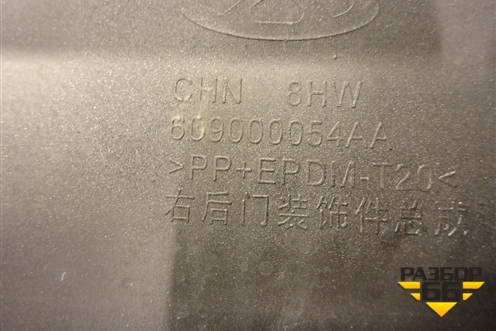 CHN 8HW
609000054AA
>PP+EPDM-T20<
右后门装饰件总成
РАЗБОР
66